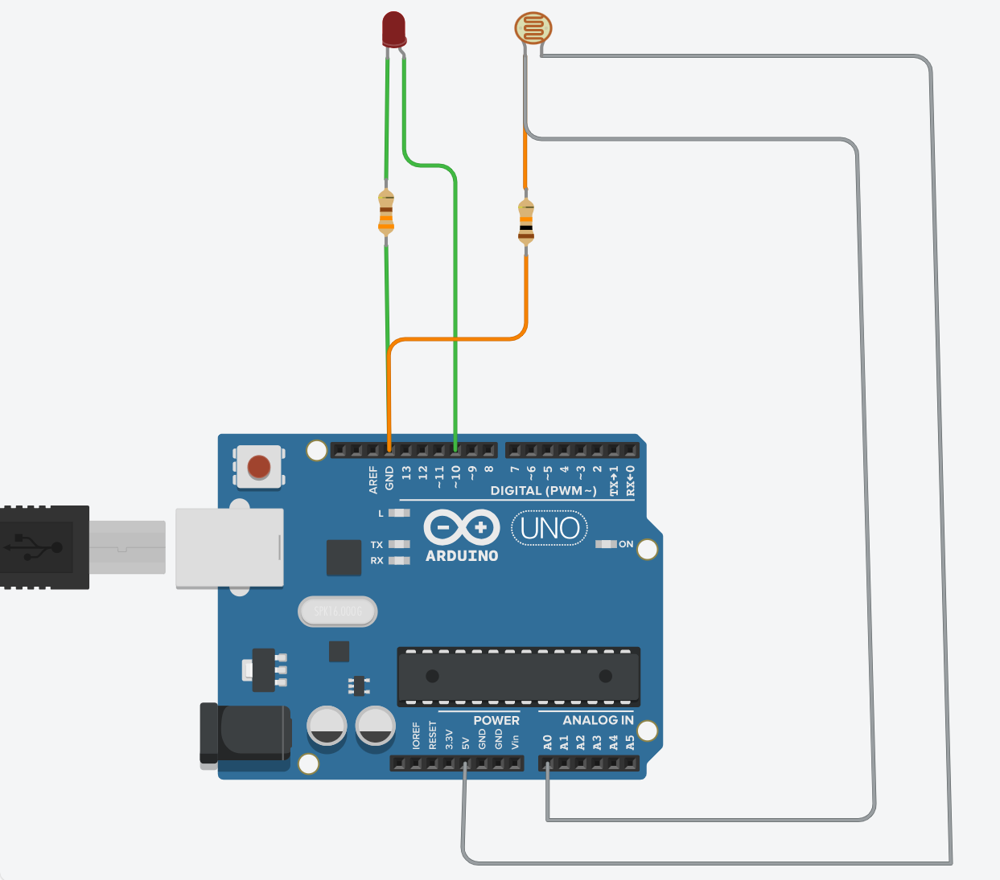 AREF
GND
13
12
~11
~10
~9
8
7
~6
~5
4
~3
2
TX→1
RX←0
DIGITAL (PWM~)
L
TX
RX
ARDUINO
UNO
ON
SPK16.000G
POWER
ANALOG IN
IOREF
RESET
3.3V
5V
GND
GND
Vin
A0
A1
A2
A3
A4
A5